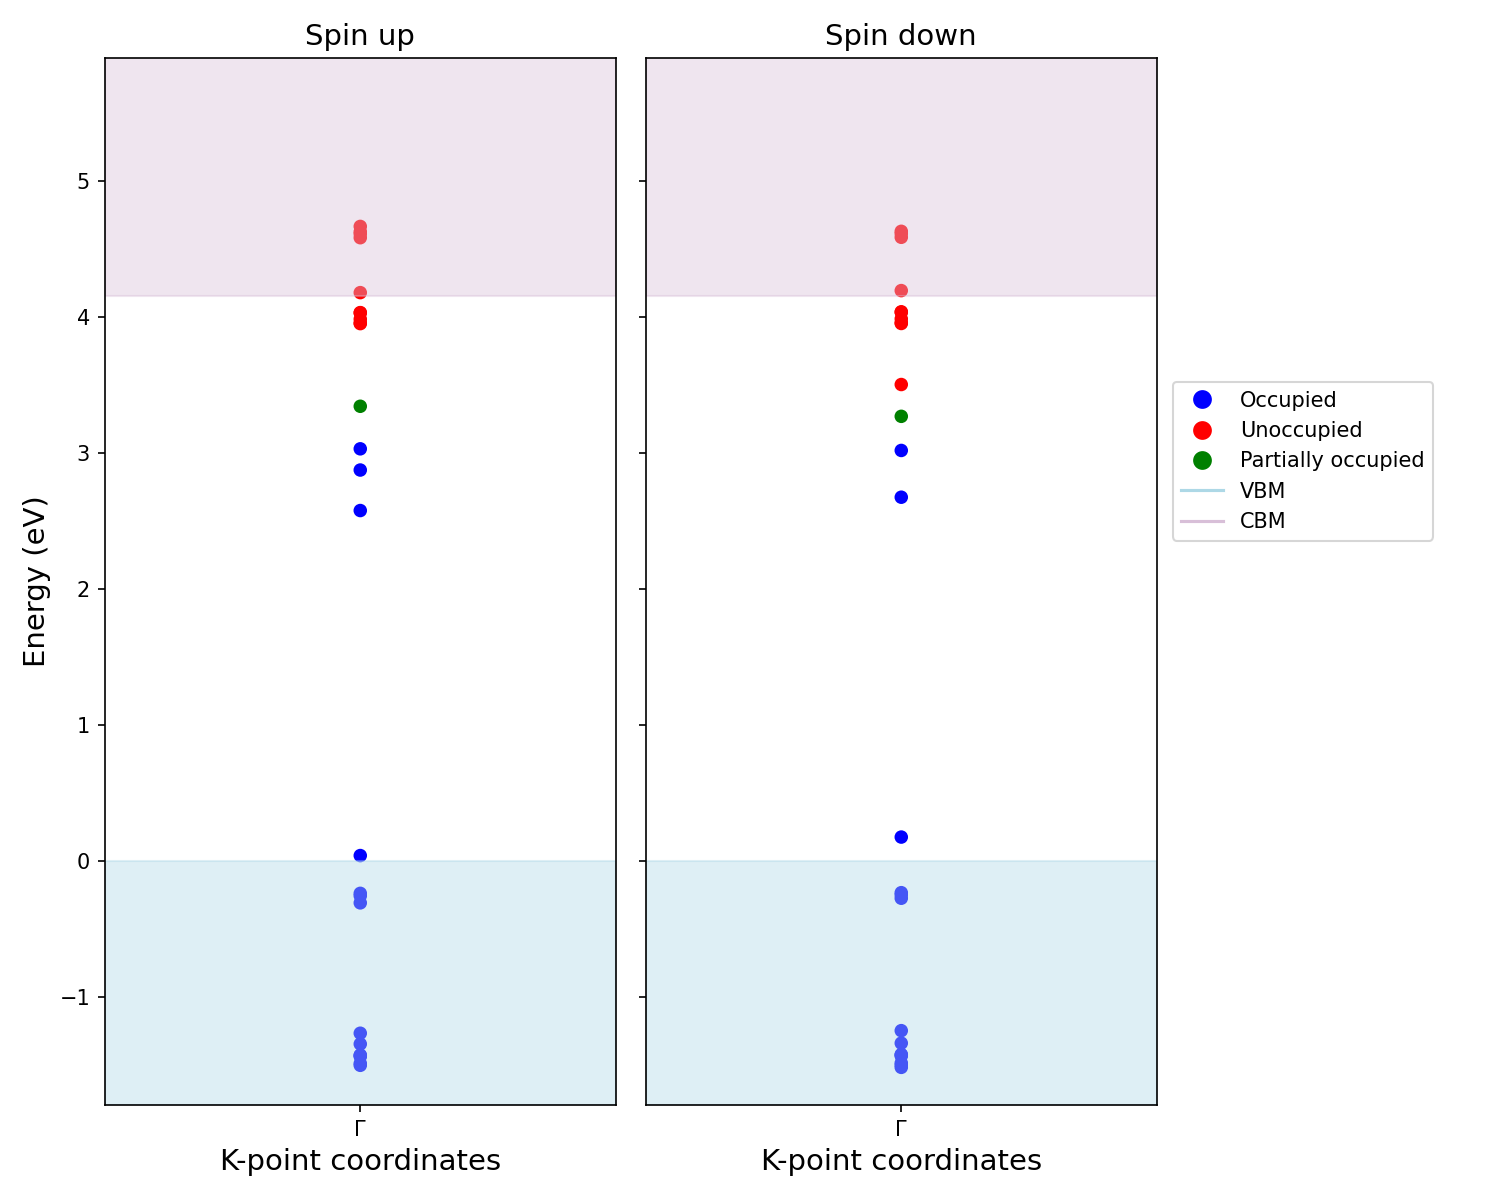 Spin up
Spin down
Energy (eV)
5
4
3
2
1
0
−1
Γ
Γ
K-point coordinates
K-point coordinates
Occupied
Unoccupied
Partially occupied
VBM
CBM